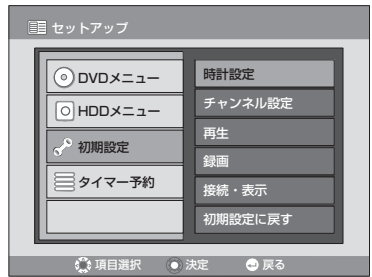 セットアップ
DVDメニュー
HDDメニュー
初期設定
タイマー予約
時計設定
チャンネル設定
再生
録画
接続・表示
初期設定に戻す
項目選択 決定 戻る